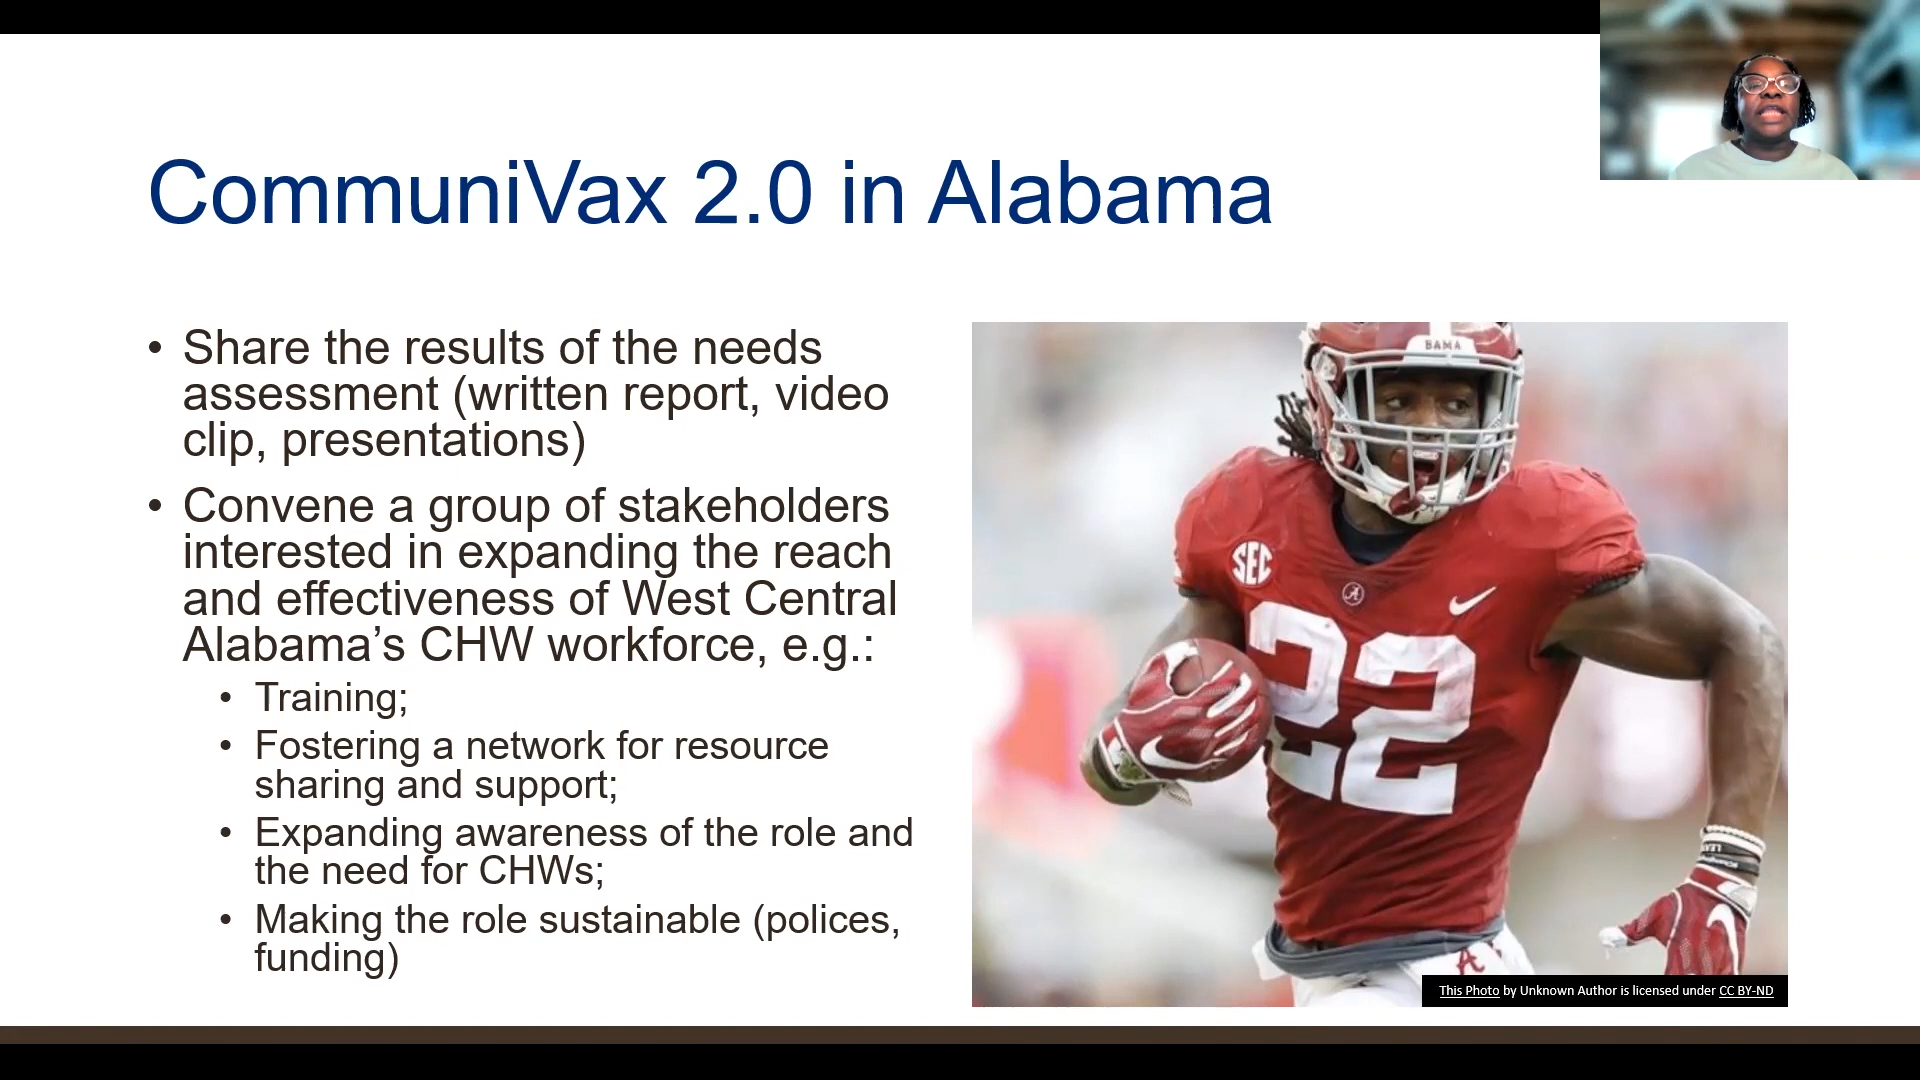 CommuniVax 2.0 in Alabama
• Share the results of the needs
assessment (written report, video
clip, presentations)
• Convene a group of stakeholders
interested in expanding the reach
and effectiveness of West Central
Alabama’s CHW workforce, e.g.:
• Training;
• Fostering a network for resource
sharing and support;
• Expanding awareness of the role and
the need for CHWs;
• Making the role sustainable (polices,
funding)
BAMA
SEC
A
22
A
This Photo by Unknown Author is licensed under CC BY-ND